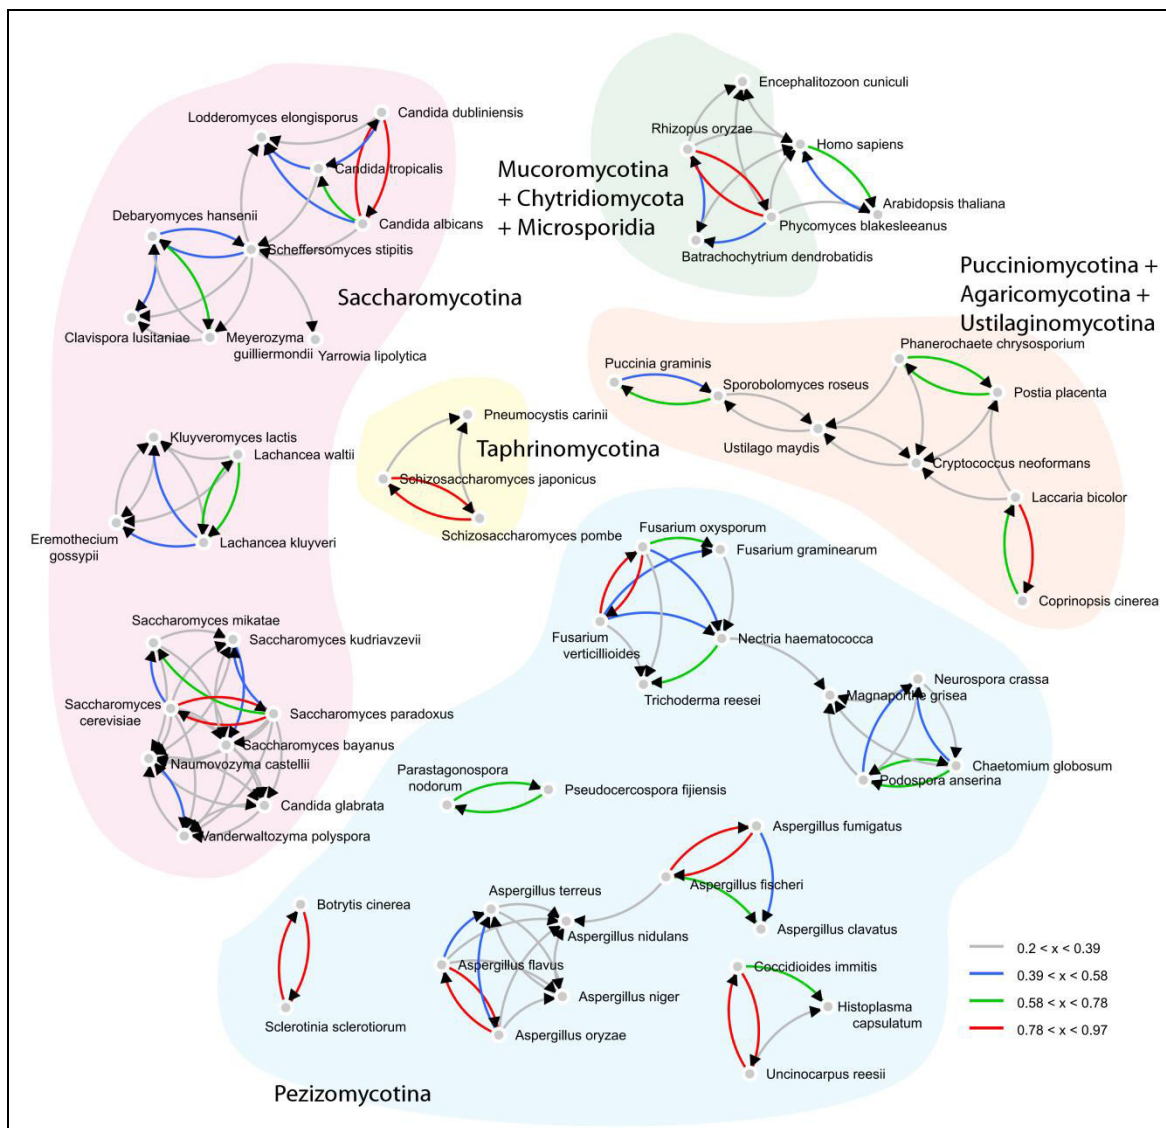 Encephalitozoon cuniculi
Candida dubliniensis
Lodderomyces elongisporus
Rhizopus oryzae
Homo sapiens
Candida tropicalis
Mucoromycotina
+ Chytridiomycota
+ Microsporidia
Arabidopsis thaliana
Debaryomyces hansenii
Candida albicans
Phycomyces blakesleeanus
Scheffersomyces stipitis
Batrachochytrium dendrobatidis
Pucciniomycotina +
Agaricomycotina +
Ustilaginomycotina
Saccharomycotina
Clavispora lusitaniae
Meyerozyma
guilliermondii
Yarrowia lipolytica
Phanerochaete chrysosporium
Puccinia graminis
Sporobolomyces roseus
Postia placenta
Pneumocystis carinii
Kluyveromyces lactis
Lachancea waltii
Taphrinomycotina
Ustilago maydis
Cryptococcus neoformans
Schizosaccharomyces japonicus
Laccaria bicolor
Eremothecium
gossypii
Lachancea kluyveri
Schizosaccharomyces pombe
Fusarium oxysporum
Fusarium graminearum
Coprinopsis cinerea
Saccharomyces mikatae
Saccharomyces kudriavzevii
Fusarium
verticillioides
Nectria haematococca
Neurospora crassa
Trichoderma reesei
Magnaporthe grisea
Saccharomyces
cerevisiae
Saccharomyces paradoxus
Saccharomyces bayanus
Naumovozyma castellii
Chaetomium globosum
Podospora anserina
Parastagonospora
nodorum
Pseudocercospora fijiensis
Candida glabrata
Vanderwaltozyma polyspora
Aspergillus fumigatus
Aspergillus fischeri
Botrytis cinerea
Aspergillus terreus
Aspergillus nidulans
Aspergillus clavatus
Aspergillus flavus
Coccidioides immitis
Aspergillus niger
Histoplasma
capsulatum
Sclerotinia sclerotiorum
Aspergillus oryzae
Uncinocarpus reesii
Pezizomycotina
0.2 < x < 0.39
0.39 < x < 0.58
0.58 < x < 0.78
0.78 < x < 0.97